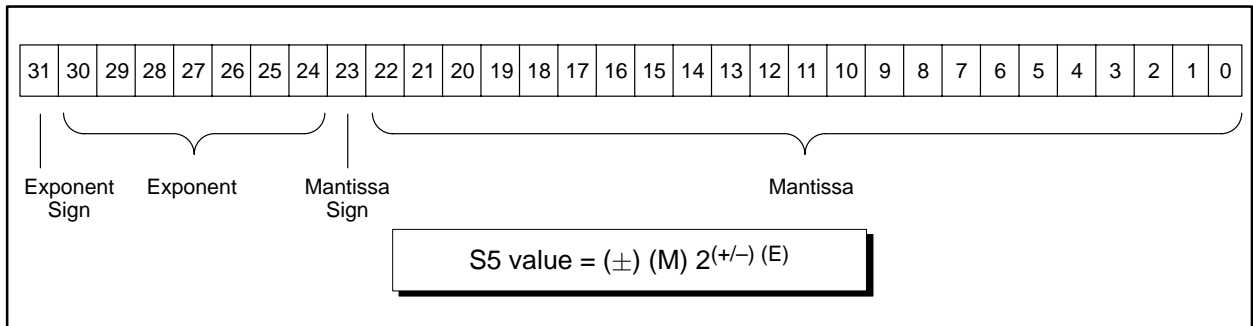 31 30 29 28 27 26 25 24 23 22 21 20 19 18 17 16 15 14 13 12 11 10 9 8 7 6 5 4 3 2 1 0
Exponent Sign
Exponent
Mantissa Sign
Mantissa
S5 value = (±) (M) 2^(+/–) (E)